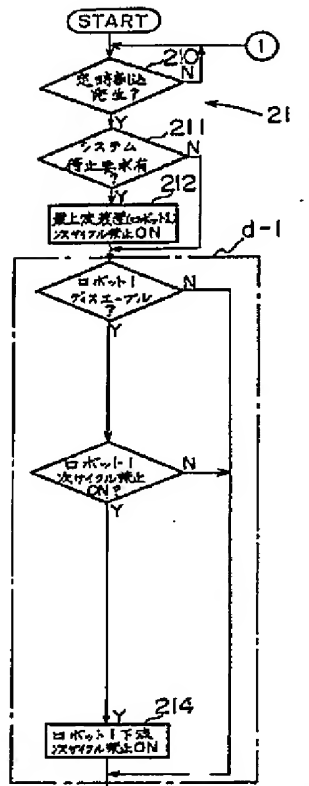 START
1
210
定時割込
発生?
N
Y
21
211
システム
停止要求有
?
N
Y
212
最上流装置(ロボット1)
次サイクル禁止ON
d-1
ロボット1
ディスエーブル
?
N
Y
ロボット1
次サイクル禁止
ON?
N
Y
Y
214
ロボット1下流
次サイクル禁止ON